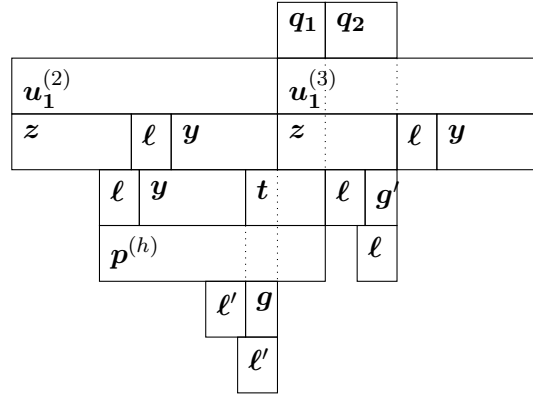 q₁ q₂
u₁⁽²⁾ u₁⁽³⁾
z ℓ y z ℓ y
ℓ y t ℓ g′
p⁽ʰ⁾ ℓ
ℓ′ g
ℓ′